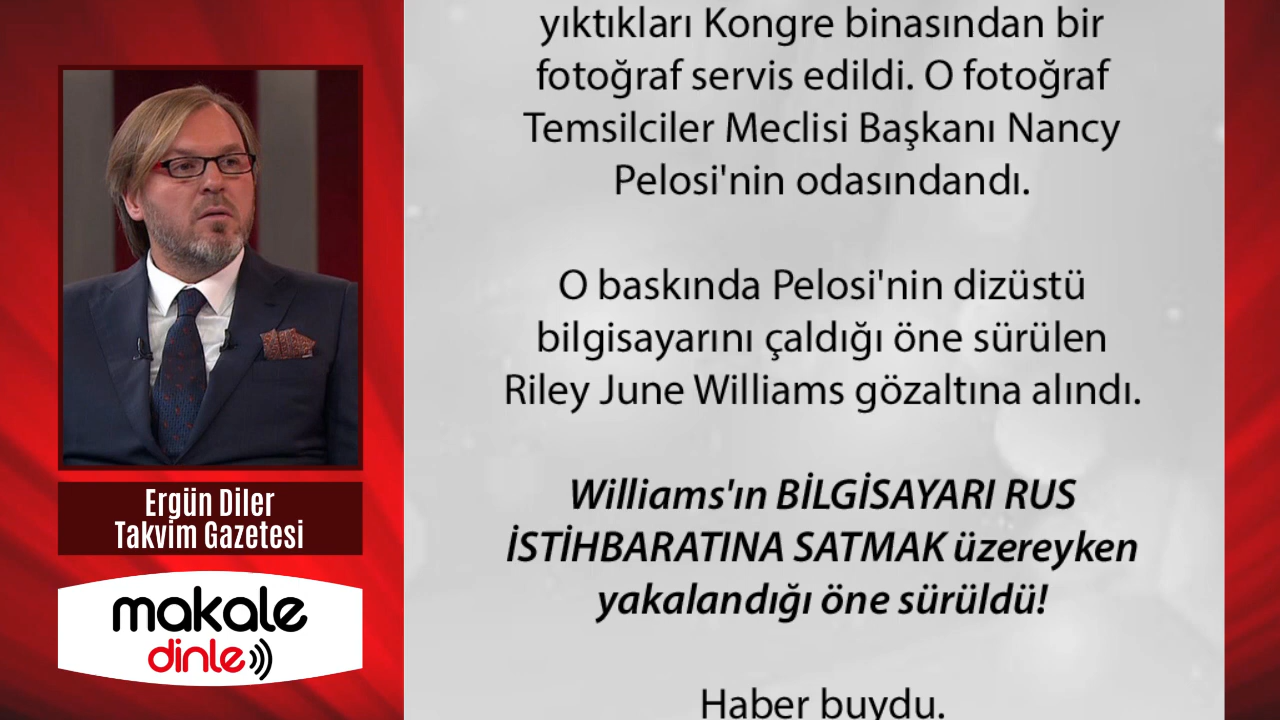 yıktıkları Kongre binasından bir
fotoğraf servis edildi. O fotoğraf
Temsilciler Meclisi Başkanı Nancy
Pelosi'nin odasındandı.
O baskında Pelosi'nin dizüstü
bilgisayarını çaldığı öne sürülen
Riley June Williams gözaltına alındı.
Williams'ın BİLGİSAYARI RUS
İSTİHBARATINA SATMAK üzereyken
yakalandığı öne sürüldü!
Haber buydu.
Ergün Diler
Takvim Gazetesi
makale
dinle